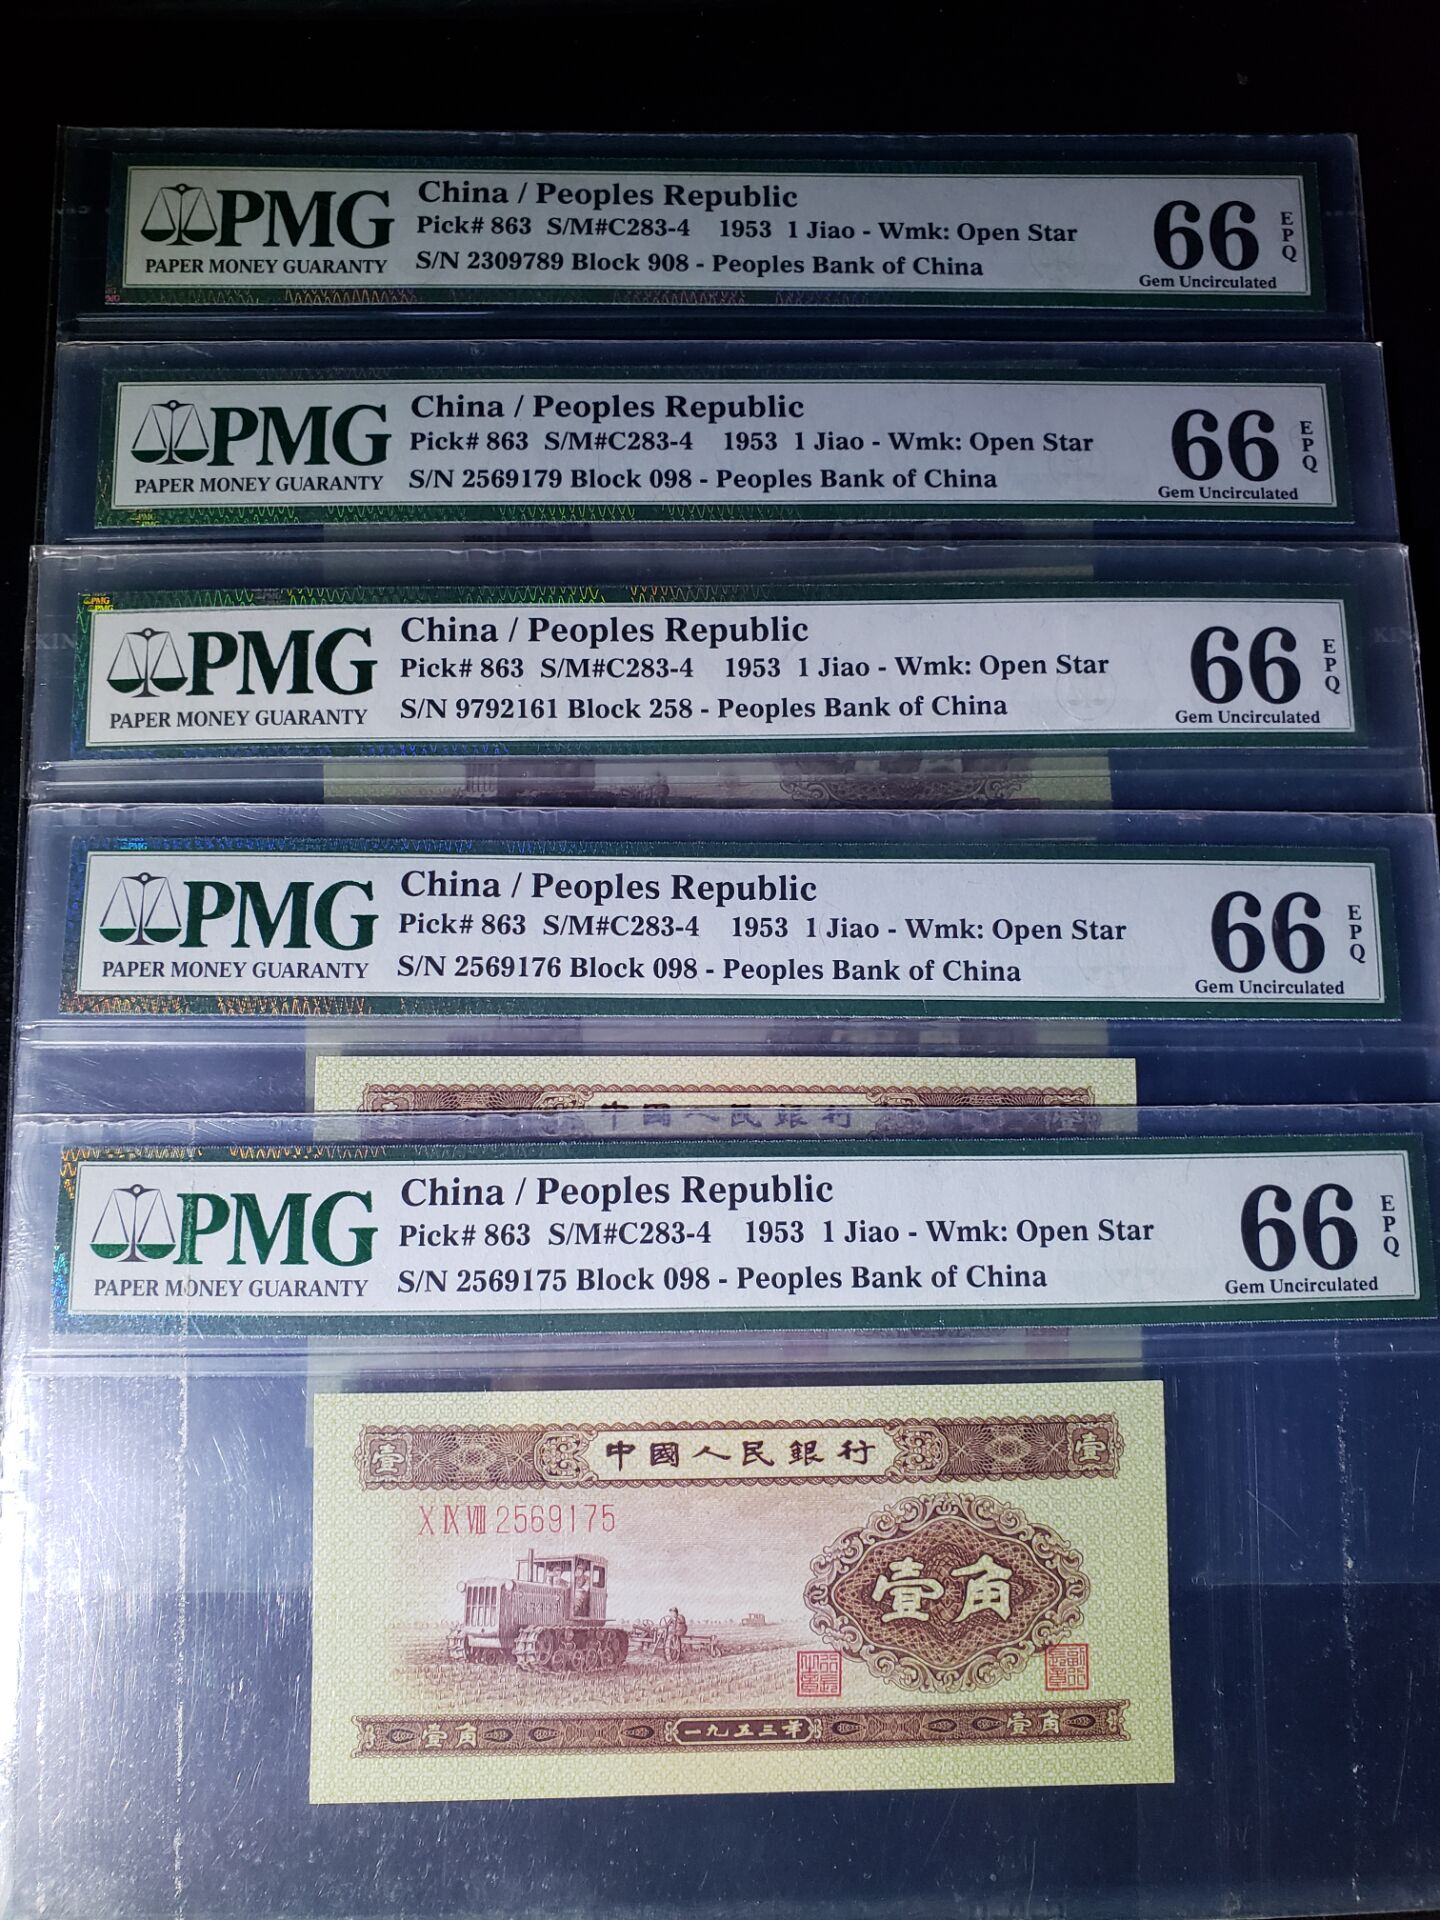 PMG
PAPER MONEY GUARANTY
China / Peoples Republic
Pick# 863 S/M#C283-4 1953 1 Jiao - Wmk: Open Star
S/N 2309789 Block 908 - Peoples Bank of China
66
EPQ
Gem Uncirculated
PMG
PAPER MONEY GUARANTY
China / Peoples Republic
Pick# 863 S/M#C283-4 1953 1 Jiao - Wmk: Open Star
S/N 2569179 Block 098 - Peoples Bank of China
66
EPQ
Gem Uncirculated
PMG
PAPER MONEY GUARANTY
China / Peoples Republic
Pick# 863 S/M#C283-4 1953 1 Jiao - Wmk: Open Star
S/N 9792161 Block 258 - Peoples Bank of China
66
EPQ
Gem Uncirculated
PMG
PAPER MONEY GUARANTY
China / Peoples Republic
Pick# 863 S/M#C283-4 1953 1 Jiao - Wmk: Open Star
S/N 2569176 Block 098 - Peoples Bank of China
66
EPQ
Gem Uncirculated
中國人民銀行
PMG
PAPER MONEY GUARANTY
China / Peoples Republic
Pick# 863 S/M#C283-4 1953 1 Jiao - Wmk: Open Star
S/N 2569175 Block 098 - Peoples Bank of China
66
EPQ
Gem Uncirculated
壹 中國人民銀行 壹
X IX VIII 2569175
壹角
壹角 一九五三年 壹角